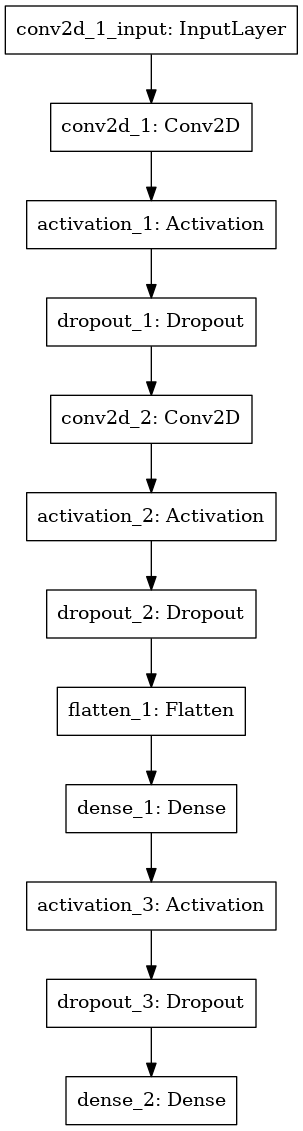 conv2d_1_input: InputLayer
conv2d_1: Conv2D
activation_1: Activation
dropout_1: Dropout
conv2d_2: Conv2D
activation_2: Activation
dropout_2: Dropout
flatten_1: Flatten
dense_1: Dense
activation_3: Activation
dropout_3: Dropout
dense_2: Dense